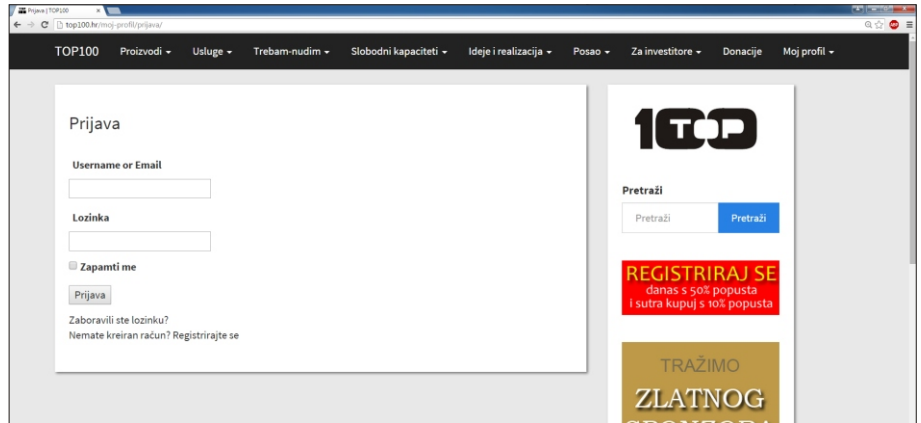 Prijava | TOP100
top100.hr/moj-profil/prijava/
TOP100 Proizvodi Usluge Trebam-nudim Slobodni kapaciteti Ideje i realizacija Posao Za investitore Donacije Moj profil
Prijava
Username or Email
Lozinka
Zapamti me
Prijava
Zaboravili ste lozinku?
Nemate kreiran račun? Registrirajte se
100 TOP
Pretraži
Pretraži Pretraži
REGISTRIRAJ SE
danas s 50% popusta
i sutra kupuj s 10% popusta
TRAŽIMO
ZLATNOG
SPONZORA